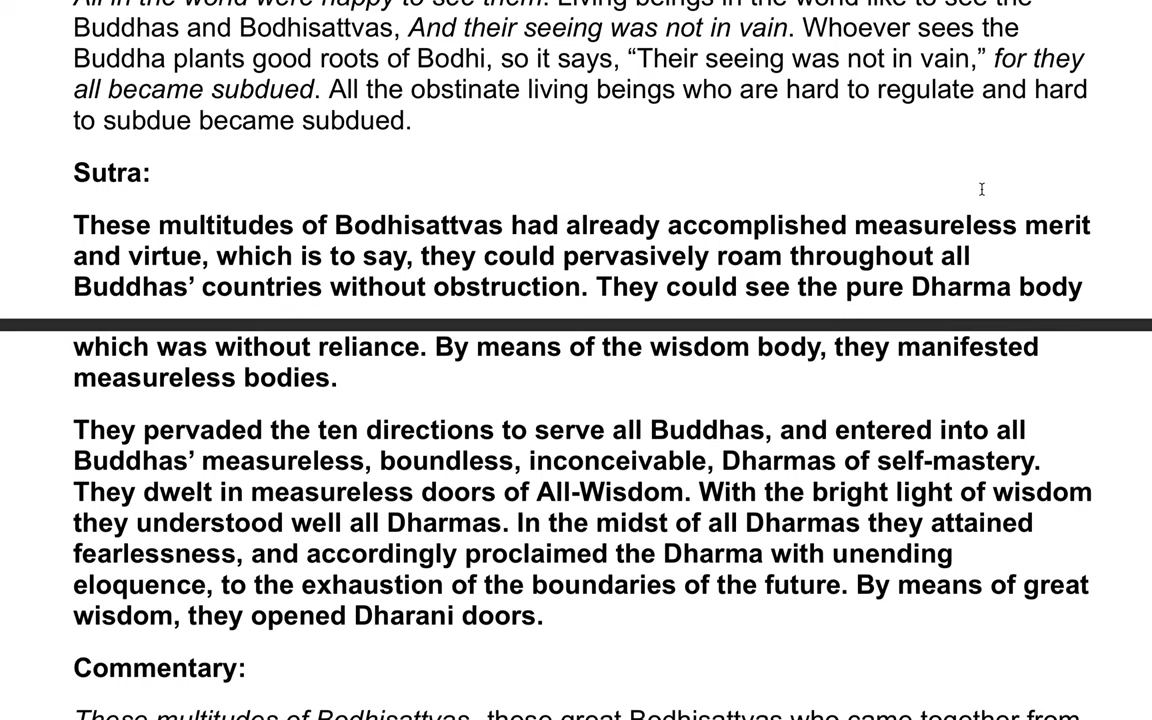 All in the world were happy to see them. Living beings in the world like to see the
Buddhas and Bodhisattvas, And their seeing was not in vain. Whoever sees the
Buddha plants good roots of Bodhi, so it says, “Their seeing was not in vain,” for they
all became subdued. All the obstinate living beings who are hard to regulate and hard
to subdue became subdued.
Sutra:
These multitudes of Bodhisattvas had already accomplished measureless merit
and virtue, which is to say, they could pervasively roam throughout all
Buddhas’ countries without obstruction. They could see the pure Dharma body
which was without reliance. By means of the wisdom body, they manifested
measureless bodies.
They pervaded the ten directions to serve all Buddhas, and entered into all
Buddhas’ measureless, boundless, inconceivable, Dharmas of self-mastery.
They dwelt in measureless doors of All-Wisdom. With the bright light of wisdom
they understood well all Dharmas. In the midst of all Dharmas they attained
fearlessness, and accordingly proclaimed the Dharma with unending
eloquence, to the exhaustion of the boundaries of the future. By means of great
wisdom, they opened Dharani doors.
Commentary:
These multitudes of Bodhisattvas, those great Bodhisattvas who came together from